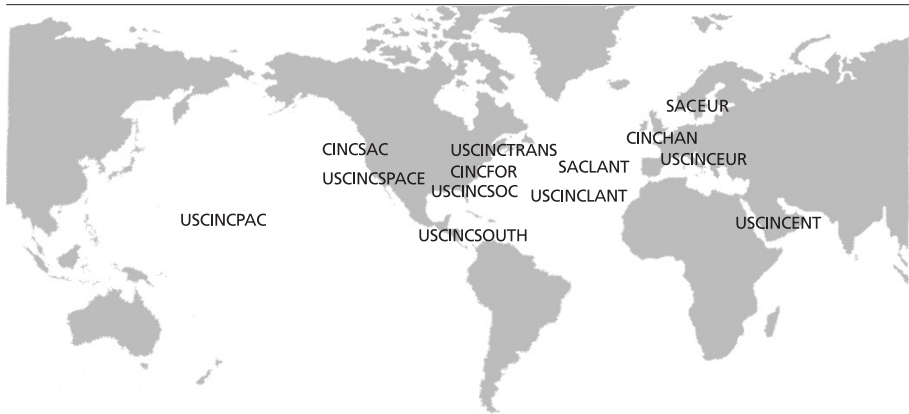 SACEUR
CINCHAN
CINCSAC
USCINCTRANS
USCINCEUR
SACLANT
CINCFOR
USCINCSPACE
USCINCSOC
USCINCLANT
USCINCPAC
USCINCENT
USCINCSOUTH